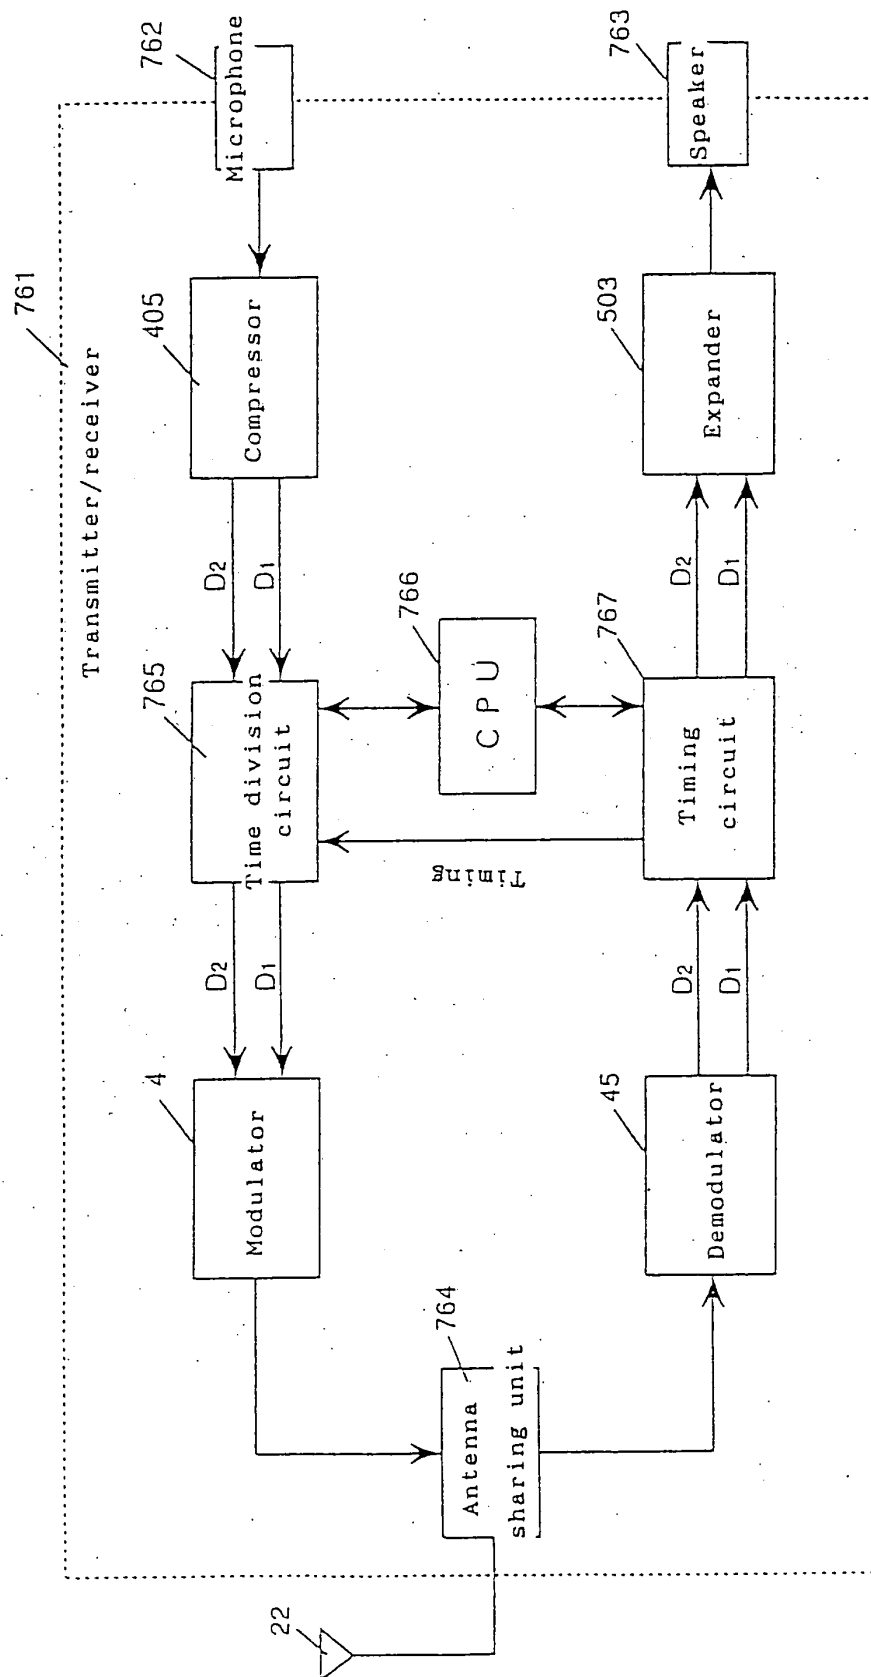 761
Transmitter/receiver
22
764
Antenna
sharing unit
4
Modulator
D2
D1
765
Time division
circuit
D2
D1
405
Compressor
762
Microphone
Timing
766
CPU
45
Demodulator
D2
D1
767
Timing
circuit
D2
D1
503
Expander
763
Speaker